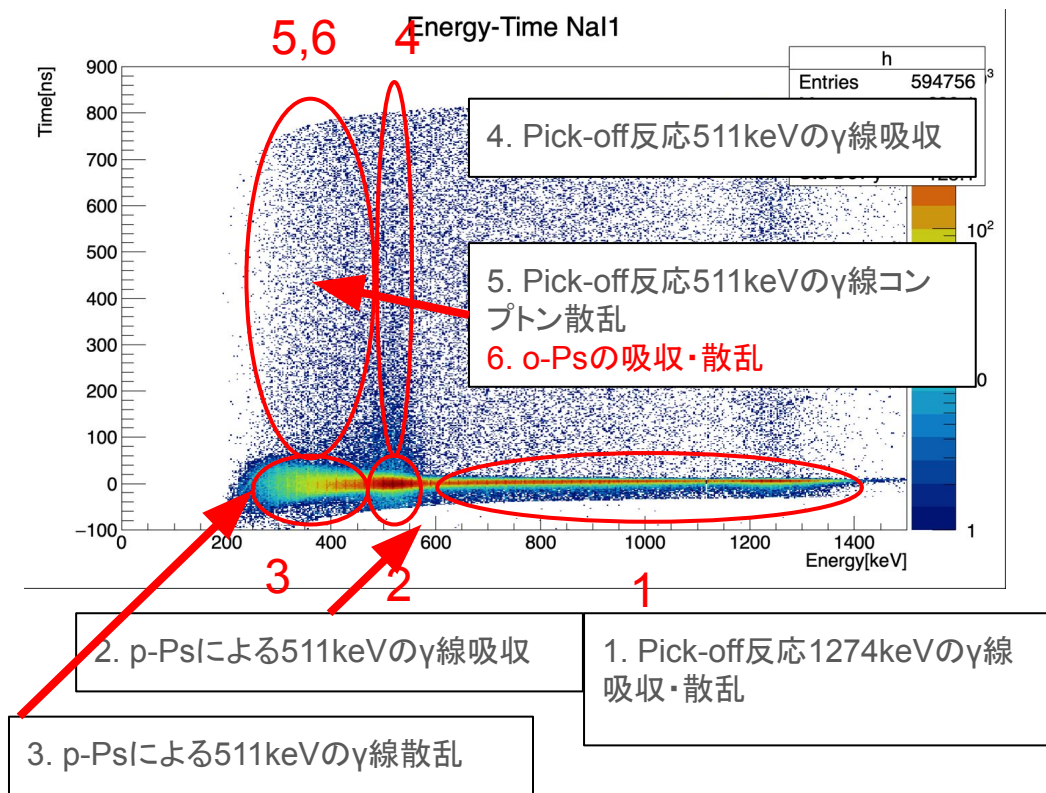 5,6
4
Energy-Time NaI1
h
Entries 594756
900
800
700
600
500
400
300
200
100
0
−100
Time[ns]
0
200
400
600
800
1000
1200
1400
Energy[keV]
10²
1
4. Pick-off反応511keVのγ線吸収
5. Pick-off反応511keVのγ線コン
プトン散乱
6. o-Psの吸収・散乱
3
2
1
2. p-Psによる511keVのγ線吸収
1. Pick-off反応1274keVのγ線
吸収・散乱
3. p-Psによる511keVのγ線散乱